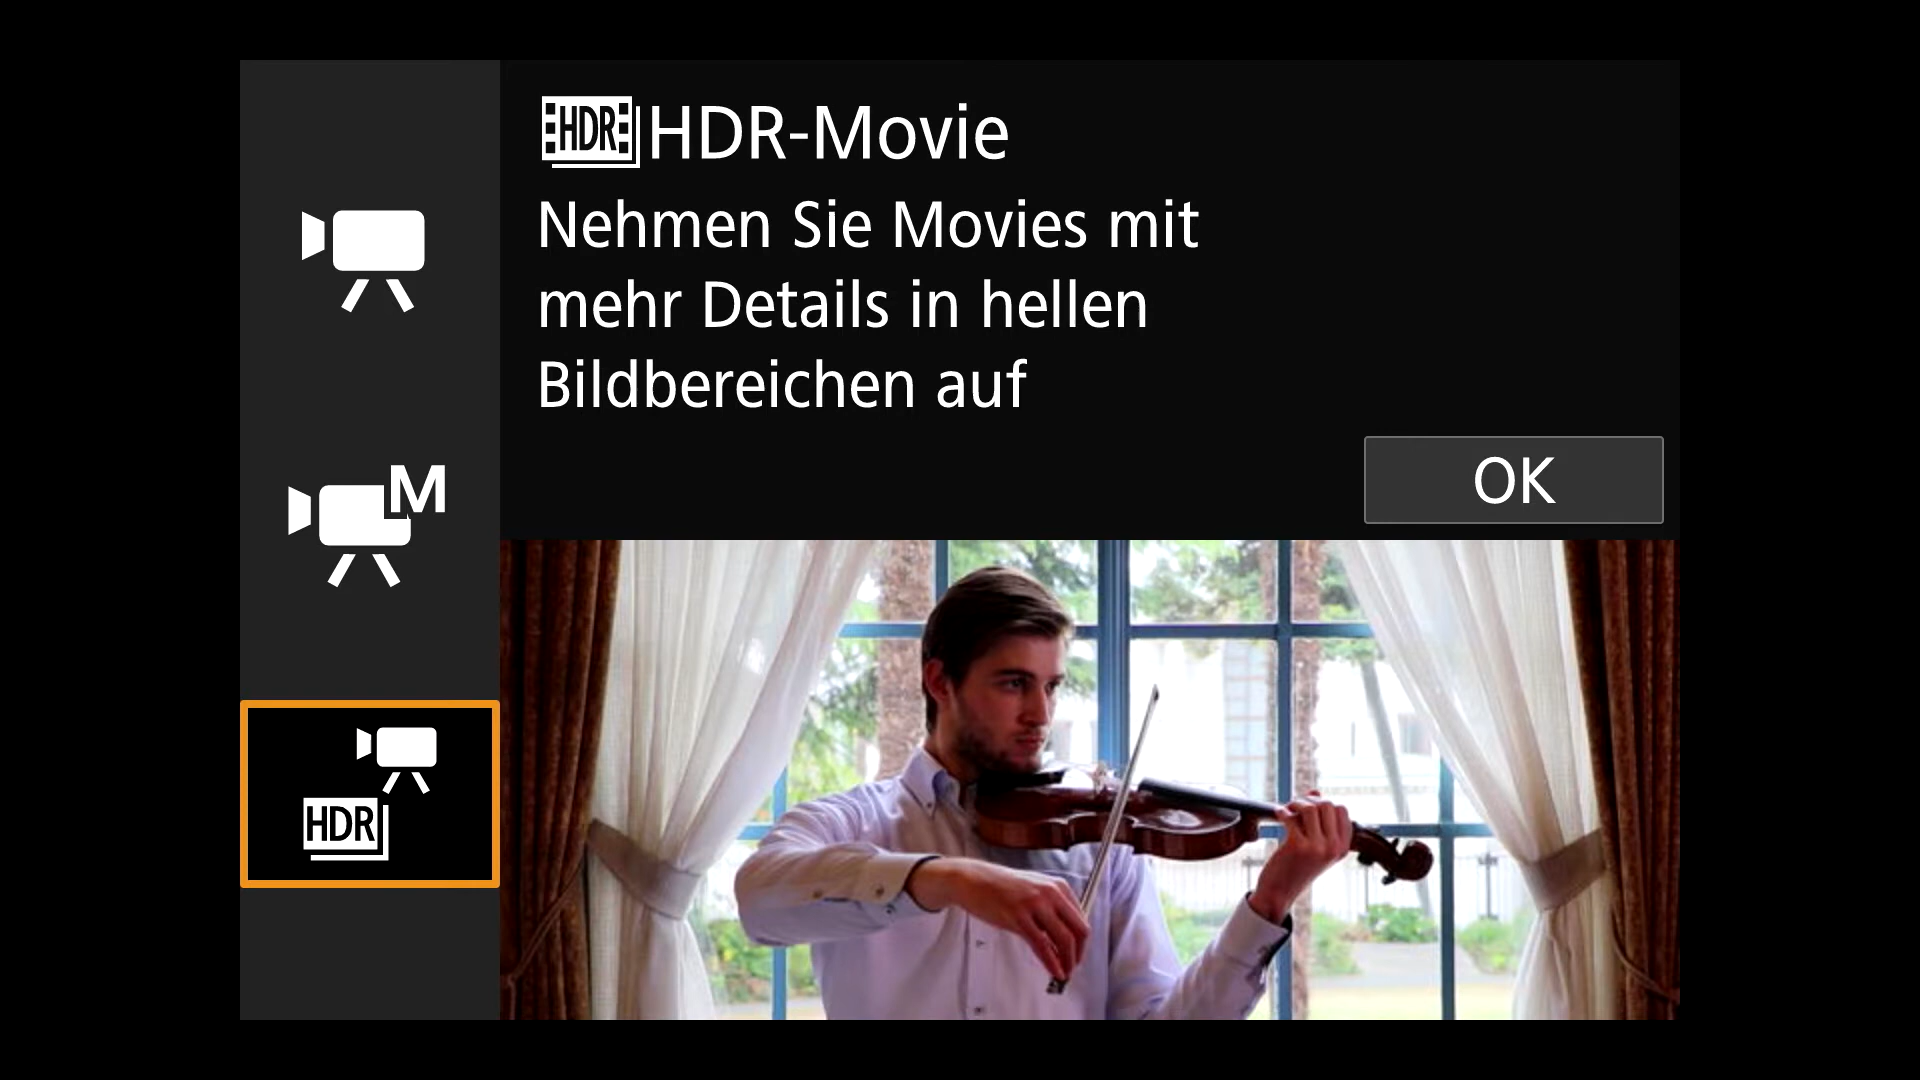 HDR HDR-Movie
Nehmen Sie Movies mit
mehr Details in hellen
Bildbereichen auf
OK
M
HDR